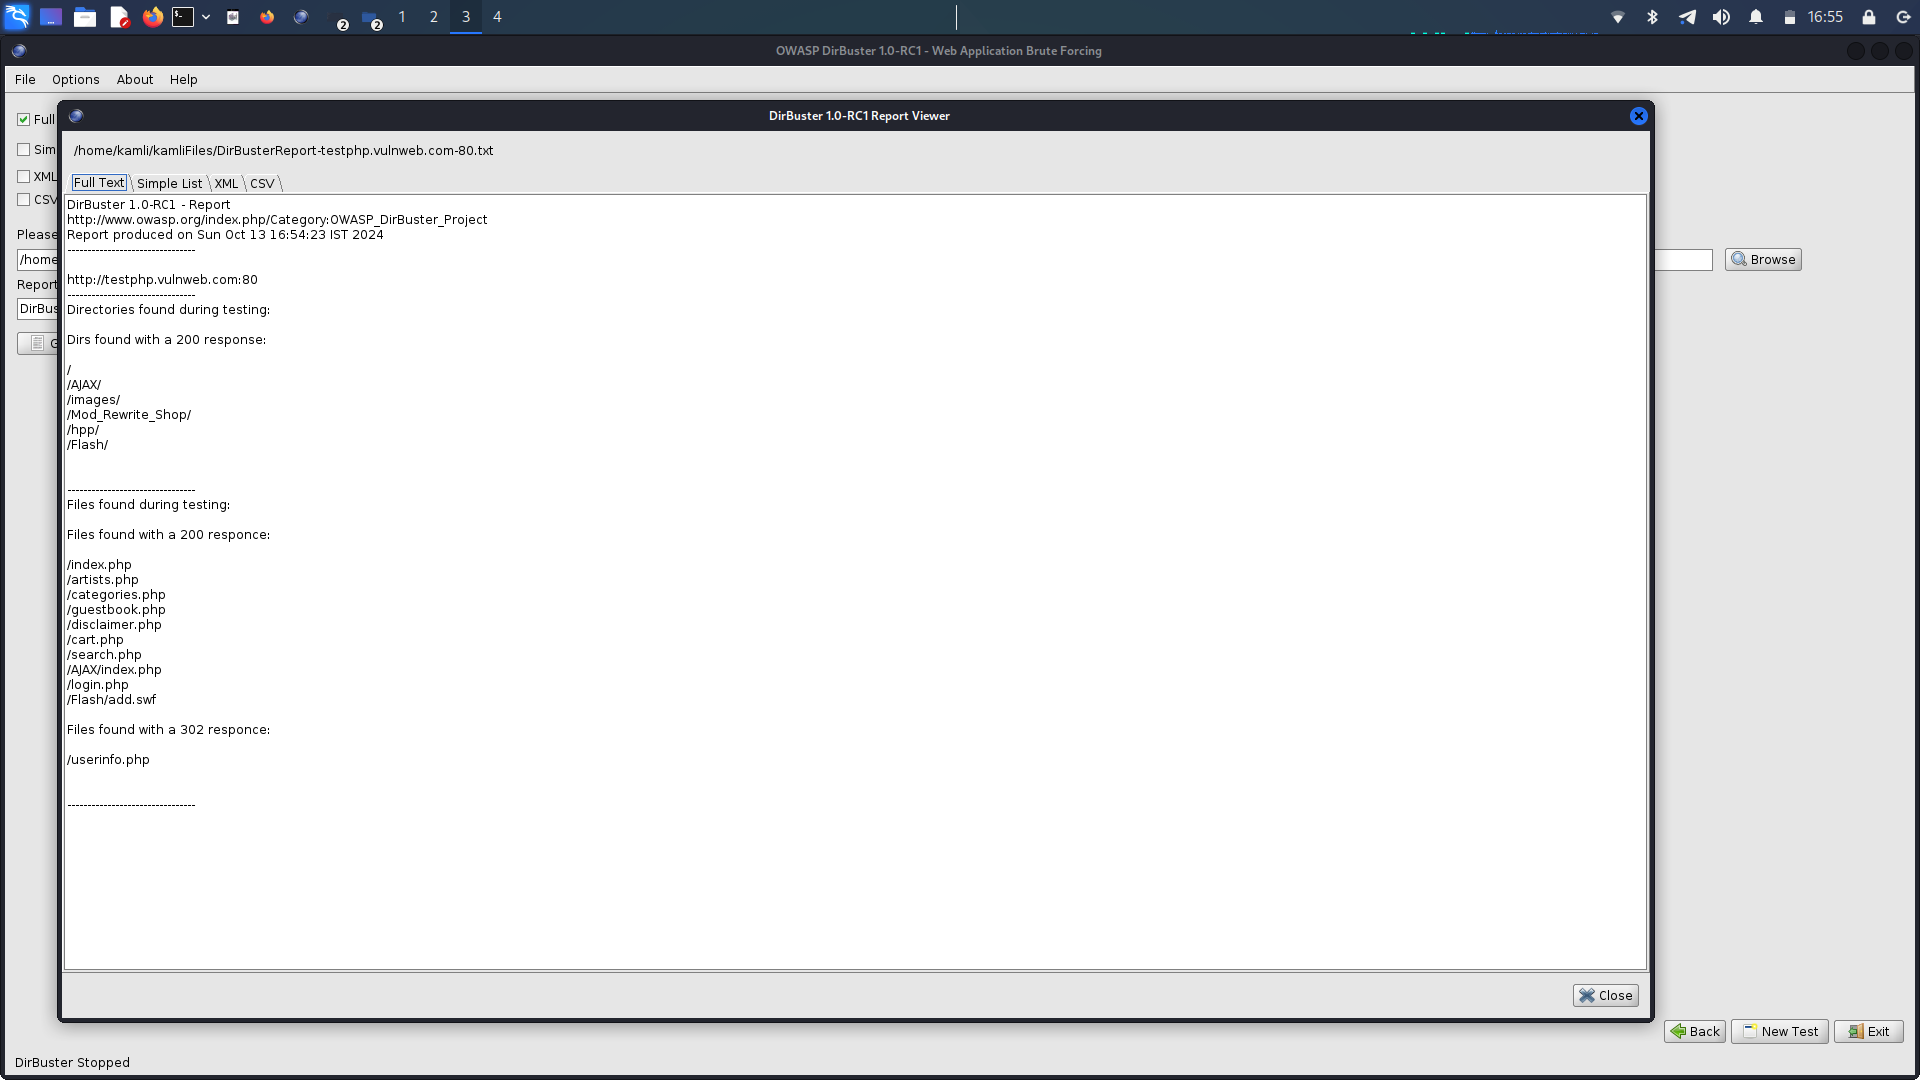 2
2
1
2
3
4
16:55
OWASP DirBuster 1.0-RC1 - Web Application Brute Forcing
File Options About Help
DirBuster 1.0-RC1 Report Viewer
Full
/home/kamli/kamliFiles/DirBusterReport-testphp.vulnweb.com-80.txt
Sim
XML
CSV
Full Text Simple List XML CSV
DirBuster 1.0-RC1 - Report
http://www.owasp.org/index.php/Category:OWASP_DirBuster_Project
Report produced on Sun Oct 13 16:54:23 IST 2024
--------------------------------
http://testphp.vulnweb.com:80
--------------------------------
Directories found during testing:
Dirs found with a 200 response:
/
/AJAX/
/images/
/Mod_Rewrite_Shop/
/hpp/
/Flash/
--------------------------------
Files found during testing:
Files found with a 200 responce:
/index.php
/artists.php
/categories.php
/guestbook.php
/disclaimer.php
/cart.php
/search.php
/AJAX/index.php
/login.php
/Flash/add.swf
Files found with a 302 responce:
/userinfo.php
--------------------------------
Please
/home
Browse
Report
DirBus
G
Close
Back New Test Exit
DirBuster Stopped